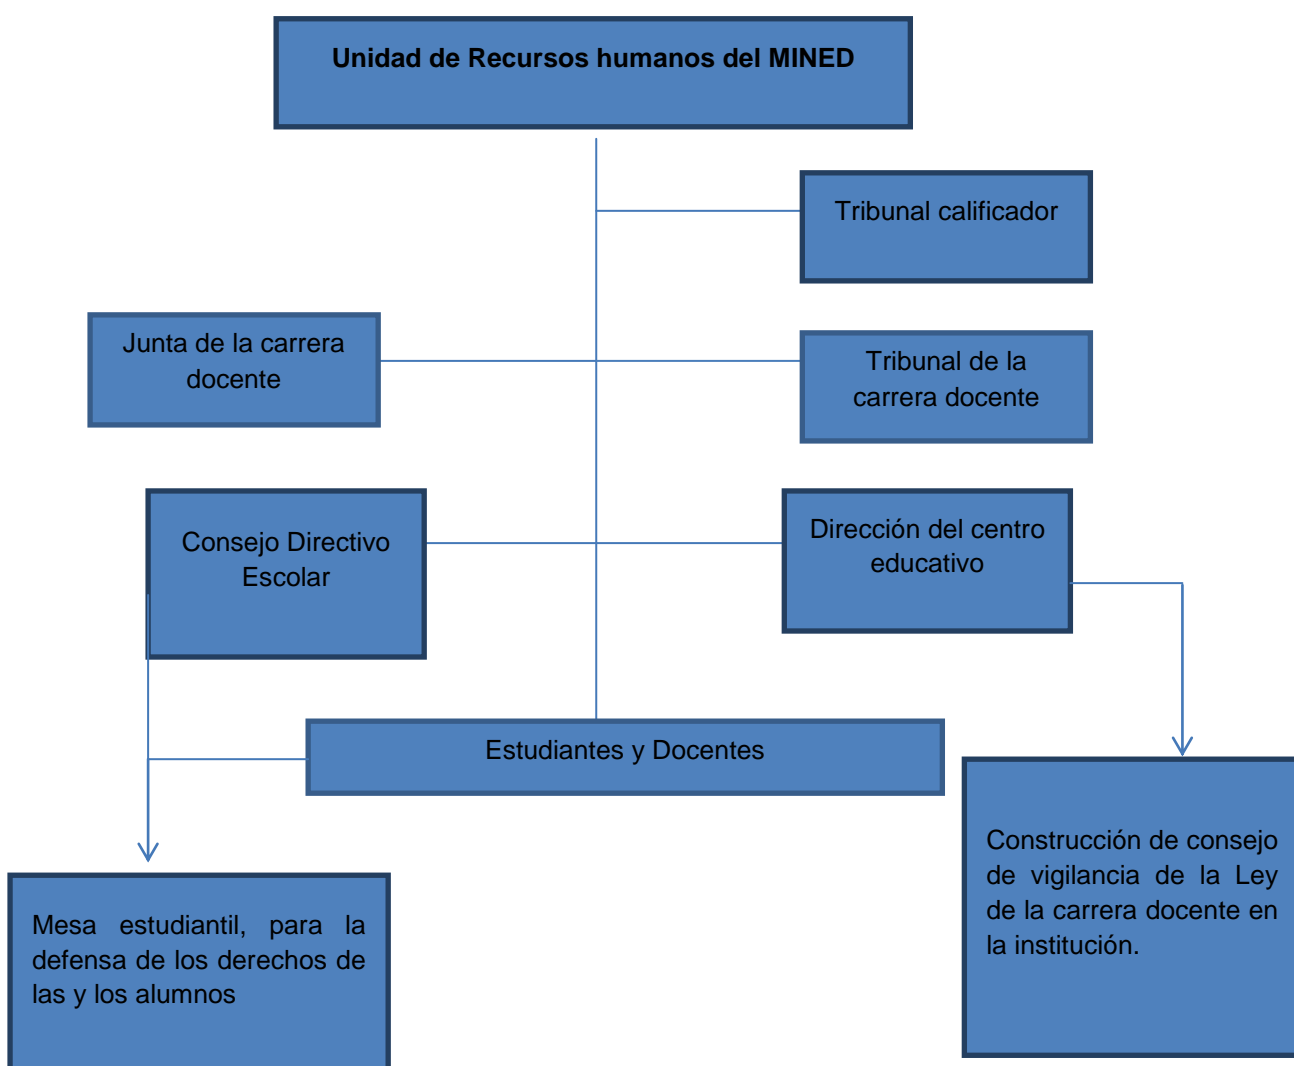 Unidad de Recursos humanos del MINED
Tribunal calificador
Junta de la carrera
docente
Tribunal de la
carrera docente
Consejo Directivo
Escolar
Dirección del centro
educativo
Estudiantes y Docentes
Construcción de consejo
de vigilancia de la Ley
de la carrera docente en
la institución.
Mesa estudiantil, para la
defensa de los derechos de
las y los alumnos